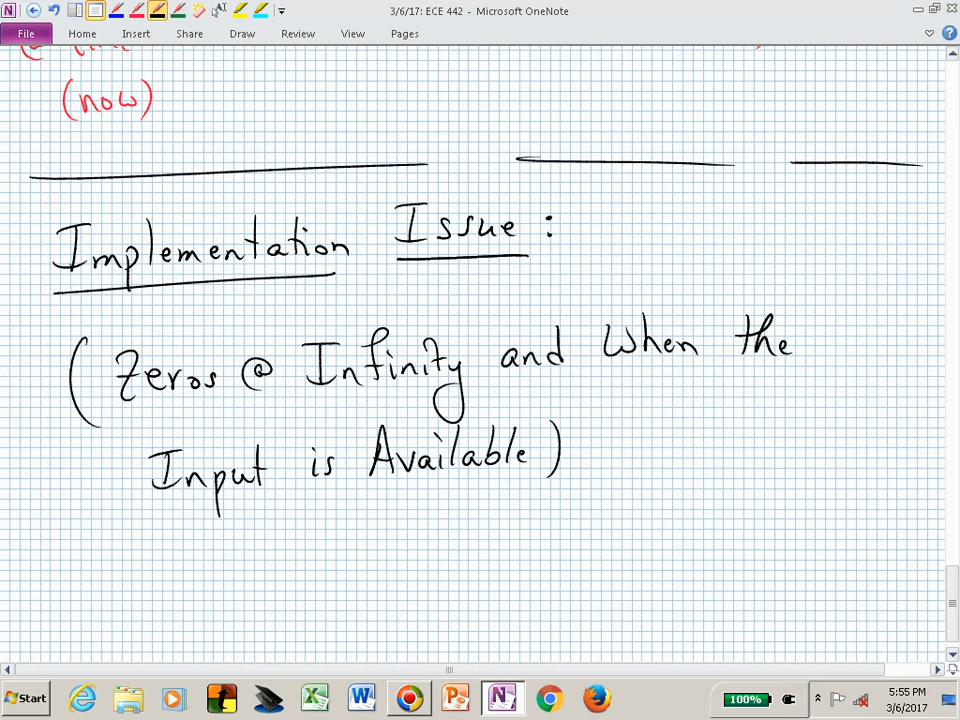 3/6/17: ECE 442 - Microsoft OneNote
File Home Insert Share Draw Review View Pages
(now)
Implementation Issue:
(Zeros @ Infinity and When the
Input is Available)
Start
100%
5:55 PM
3/6/2017